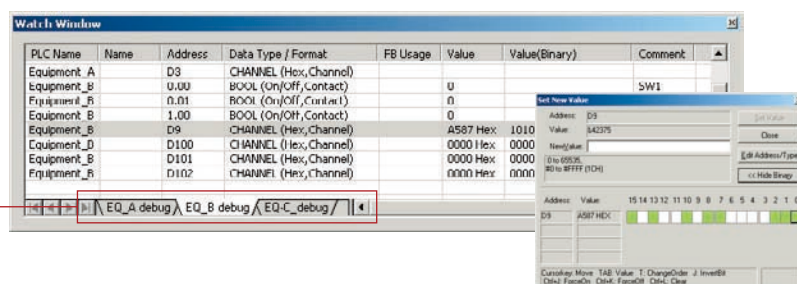 Watch Window
PLC Name Name Address Data Type / Format FB Usage Value Value(Binary) Comment
Equipment_A D3 CHANNEL (Hex,Channel)
Equipment_B 0.00 BOOL (On/Off,Contact) 0 SW1
Equipment_B 0.01 BOOL (On/Off,Contact) 0
Equipment_B 1.00 BOOL (On/Off,Contact) 0
Equipment_B D9 CHANNEL (Hex,Channel) A587 Hex 1010
Equipment_B D100 CHANNEL (Hex,Channel) 0000 Hex 0000
Equipment_B D101 CHANNEL (Hex,Channel) 0000 Hex 0000
Equipment_B D102 CHANNEL (Hex,Channel) 0000 Hex 0000
EQ_A debug EQ_B debug EQ-C_debug
Set New Value
Address: D9 Set Value
Value: &42375 Close
New Value:
0 to 65535,
#0 to #FFFF (1CH)
Edit Address/Type
<< Hide Binary
Address: Value: 15 14 13 12 11 10 9 8 7 6 5 4 3 2 1 0
D9 A587 HEX
Cursorkey: Move TAB: Value T: ChangeOrder J: InvertBit
Ctrl+J: ForceOn Ctrl+K: ForceOff Ctrl+L: Clear